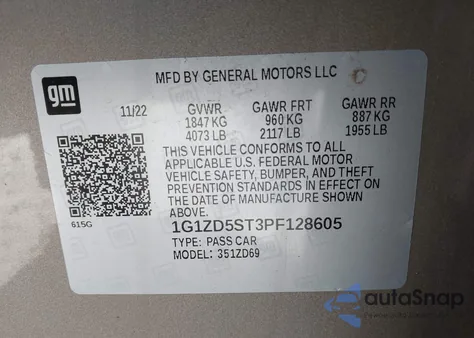 gm
MFD BY GENERAL MOTORS LLC
11/22 GVWR GAWR FRT GAWR RR
1847 KG 960 KG 887 KG
4073 LB 2117 LB 1955 LB
THIS VEHICLE CONFORMS TO ALL
APPLICABLE U.S. FEDERAL MOTOR
VEHICLE SAFETY, BUMPER, AND THEFT
PREVENTION STANDARDS IN EFFECT ON
THE DATE OF MANUFACTURE SHOWN
ABOVE.
615G
1G1ZD5ST3PF128605
TYPE: PASS CAR
MODEL: 351ZD69
autoSnap